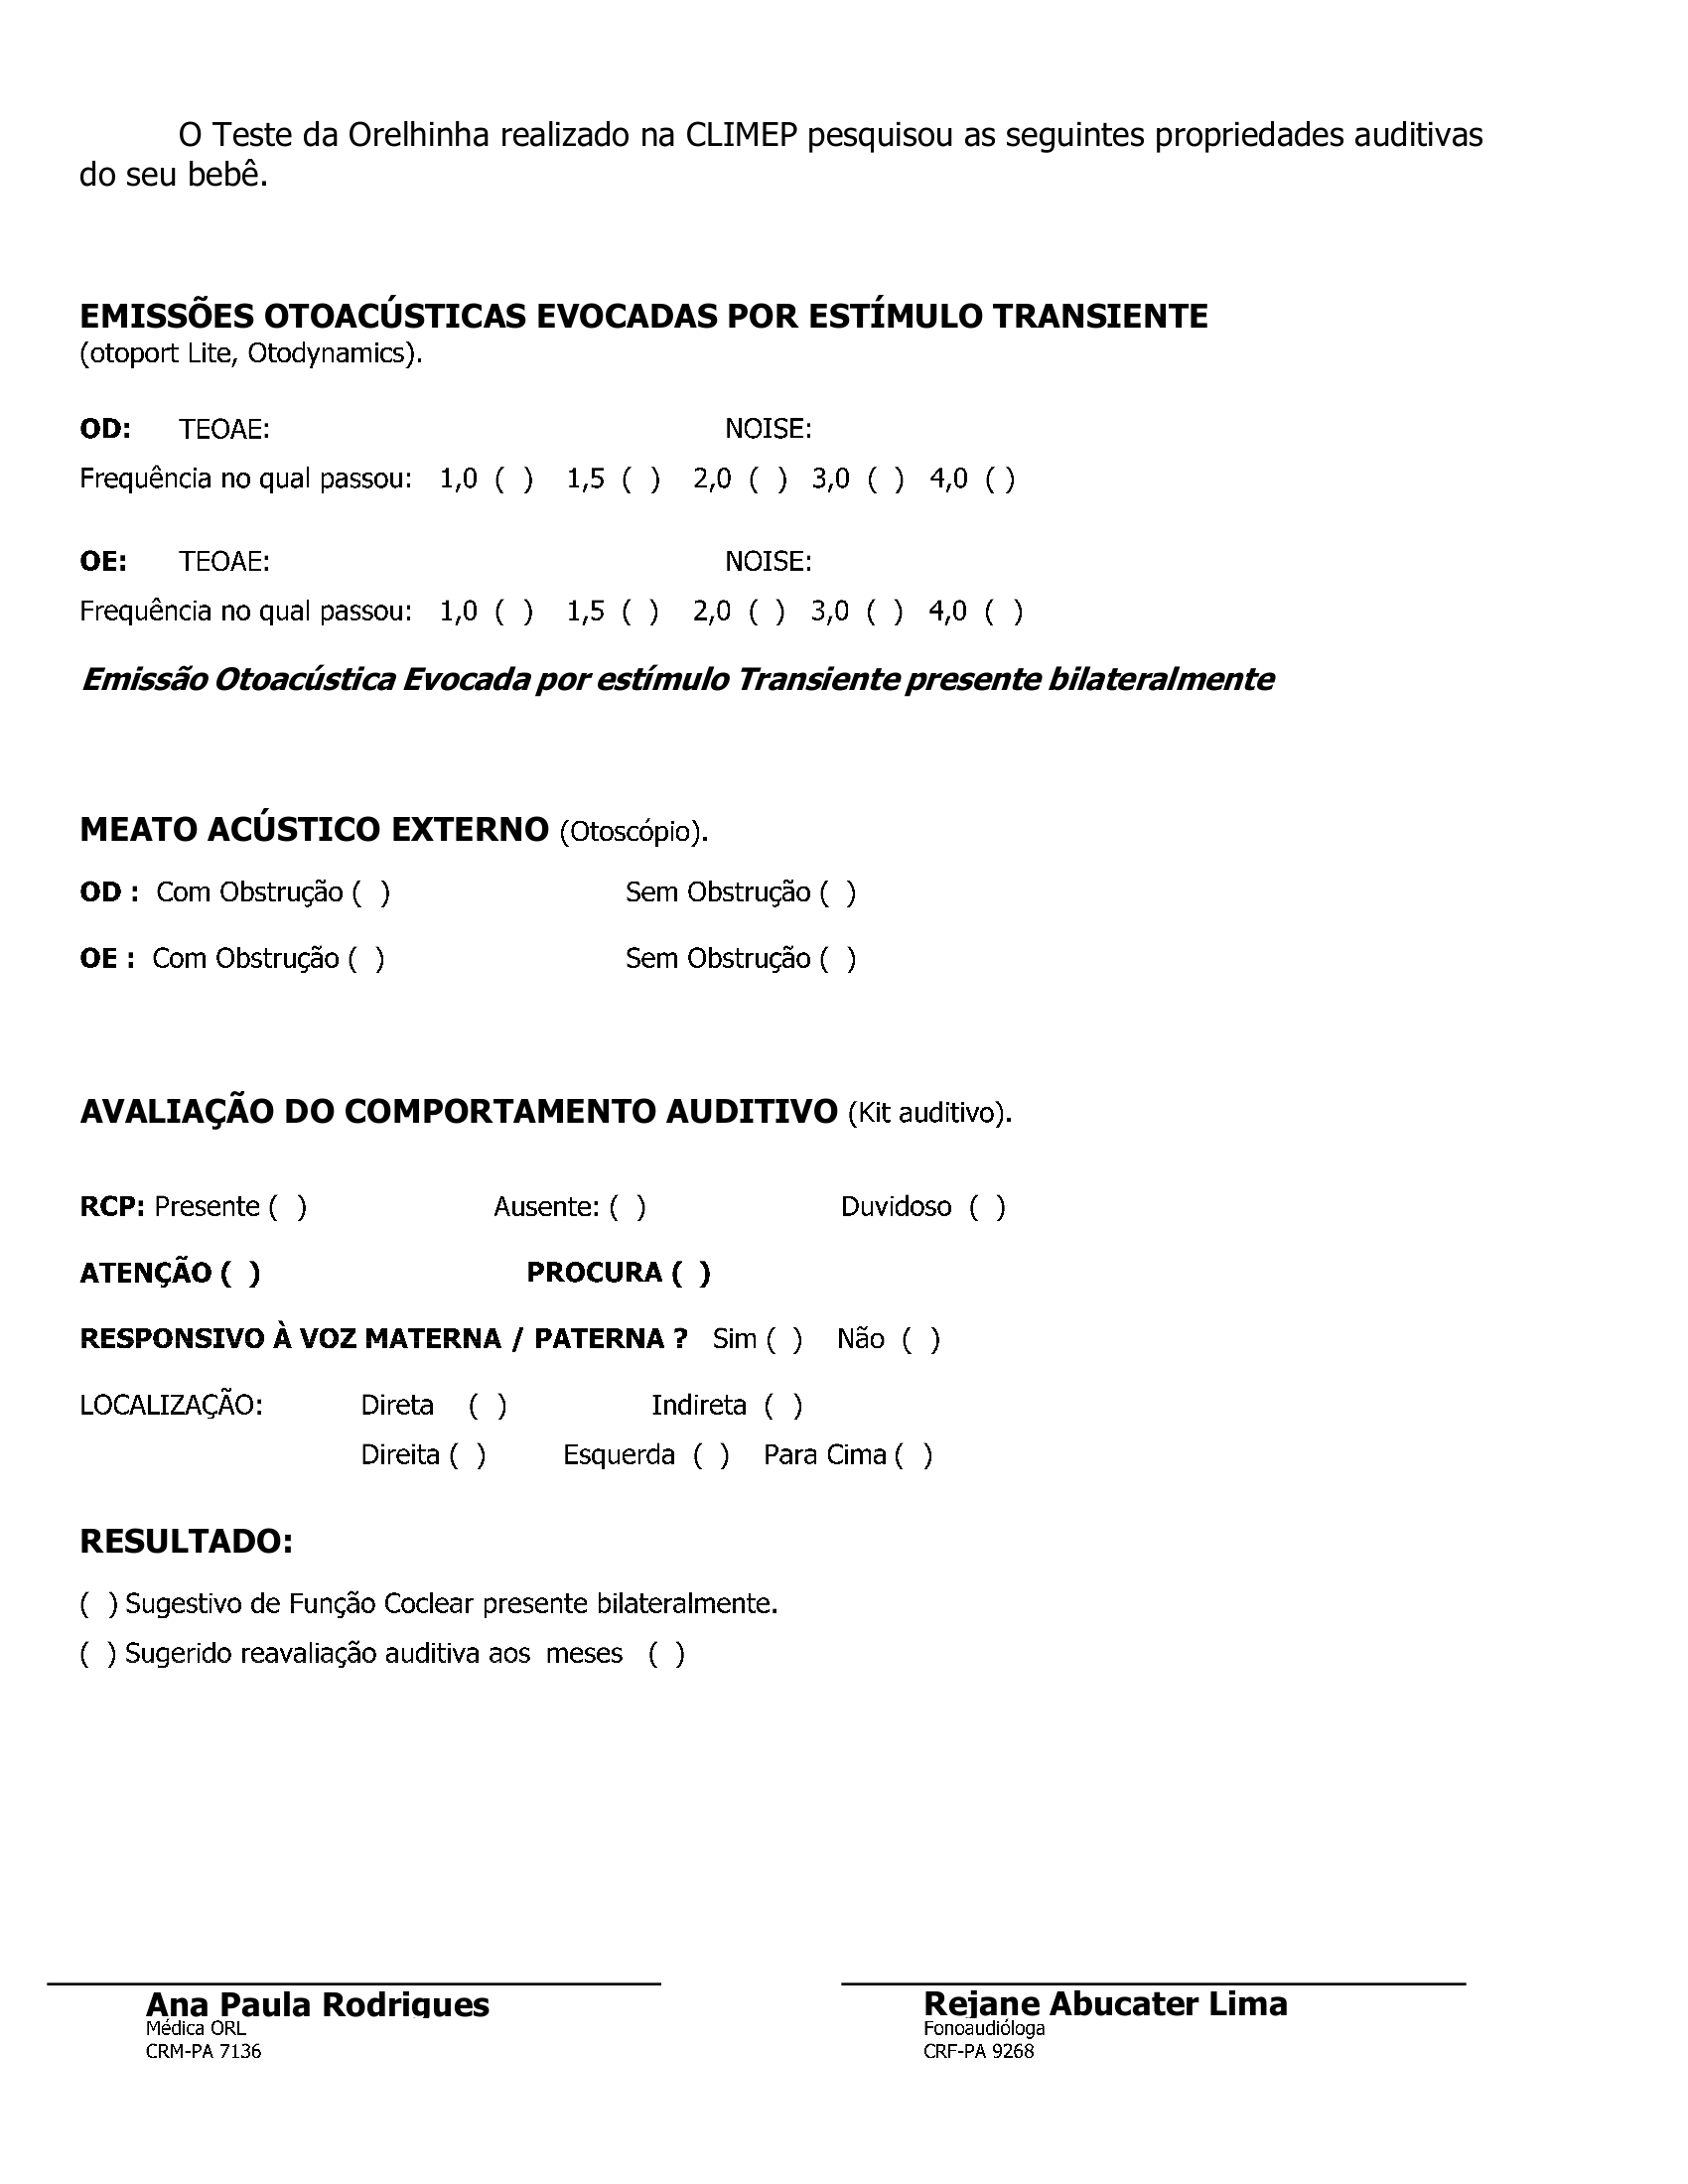 O Teste da Orelhinha realizado na CLIMEP pesquisou as seguintes propriedades auditivas
do seu bebê.
EMISSÕES OTOACÚSTICAS EVOCADAS POR ESTÍMULO TRANSIENTE
(otoport Lite, Otodynamics).
OD: TEOAE: NOISE:
Frequência no qual passou: 1,0 ( ) 1,5 ( ) 2,0 ( ) 3,0 ( ) 4,0 ( )
OE: TEOAE: NOISE:
Frequência no qual passou: 1,0 ( ) 1,5 ( ) 2,0 ( ) 3,0 ( ) 4,0 ( )
Emissão Otoacústica Evocada por estímulo Transiente presente bilateralmente
MEATO ACÚSTICO EXTERNO (Otoscópio).
OD : Com Obstrução ( ) Sem Obstrução ( )
OE : Com Obstrução ( ) Sem Obstrução ( )
AVALIAÇÃO DO COMPORTAMENTO AUDITIVO (Kit auditivo).
RCP: Presente ( ) Ausente: ( ) Duvidoso ( )
ATENÇÃO ( ) PROCURA ( )
RESPONSIVO À VOZ MATERNA / PATERNA ? Sim ( ) Não ( )
LOCALIZAÇÃO: Direta ( ) Indireta ( )
Direita ( ) Esquerda ( ) Para Cima ( )
RESULTADO:
( ) Sugestivo de Função Coclear presente bilateralmente.
( ) Sugerido reavaliação auditiva aos meses ( )
Ana Paula Rodrigues Rejane Abucater Lima
Médica ORL Fonoaudióloga
CRM-PA 7136 CRF-PA 9268